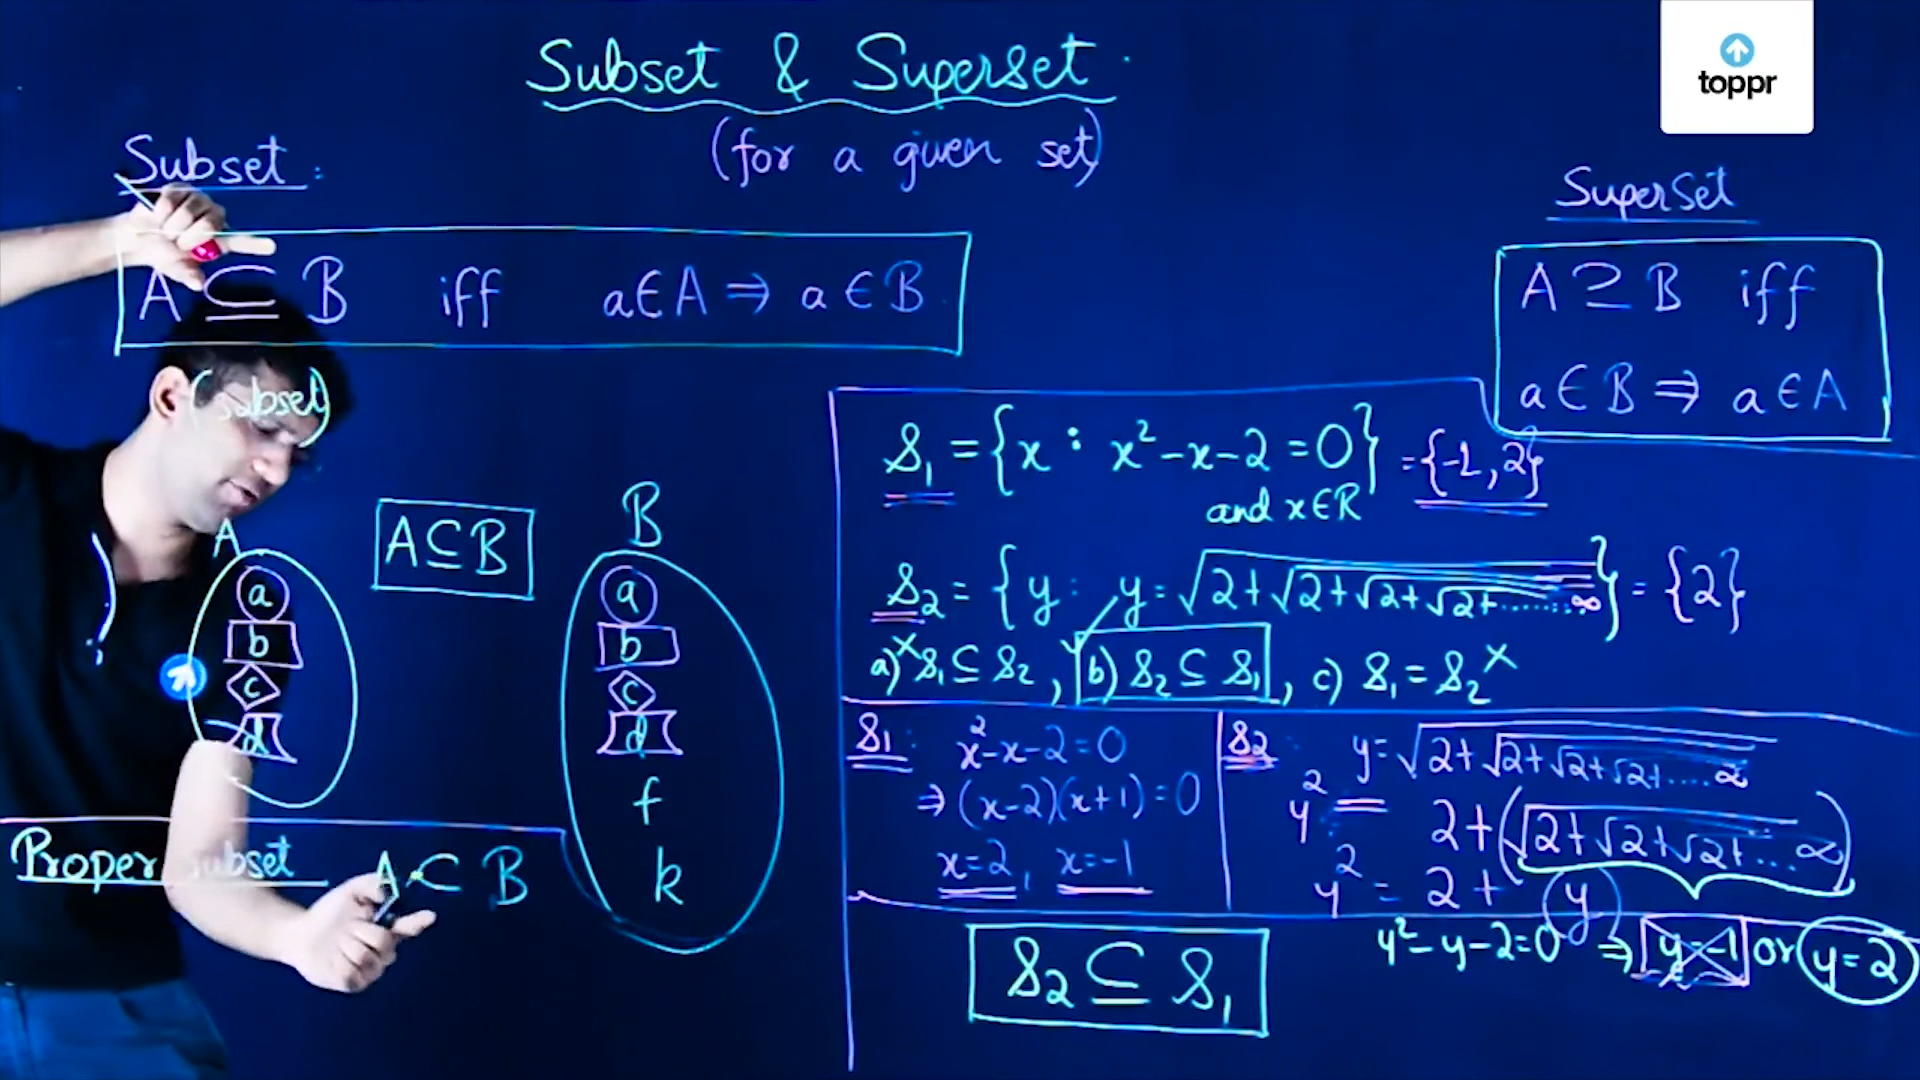 Subset & Superset.
(for a given set)
toppr
Subset:
A ⊆ B iff a∈A ⇒ a∈B
(subset)
Superset
A ⊇ B iff
a∈B ⇒ a∈A
A
A⊆B
B
a
b
c
d
a
b
c
d
f
k
S₁ = {x : x²-x-2=0} = {-1, 2}
and x∈R
S₂ = {y: y=√2+√2+√2+√2+......∞} = {2}
a) × S₁ ⊆ S₂, ✓ b) S₂ ⊆ S₁, c) S₁ = S₂ ×
S₁: x²-x-2=0
⇒ (x-2)(x+1)=0
x=2, x=-1
S₂: y=√2+√2+√2+√2+....∞
y² = 2+(√2+√2+√2+√2+...∞)
y² = 2+ y
y²-y-2=0 ⇒ y=-1 or y=2
S₂ ⊆ S₁
Proper subset A ⊂ B